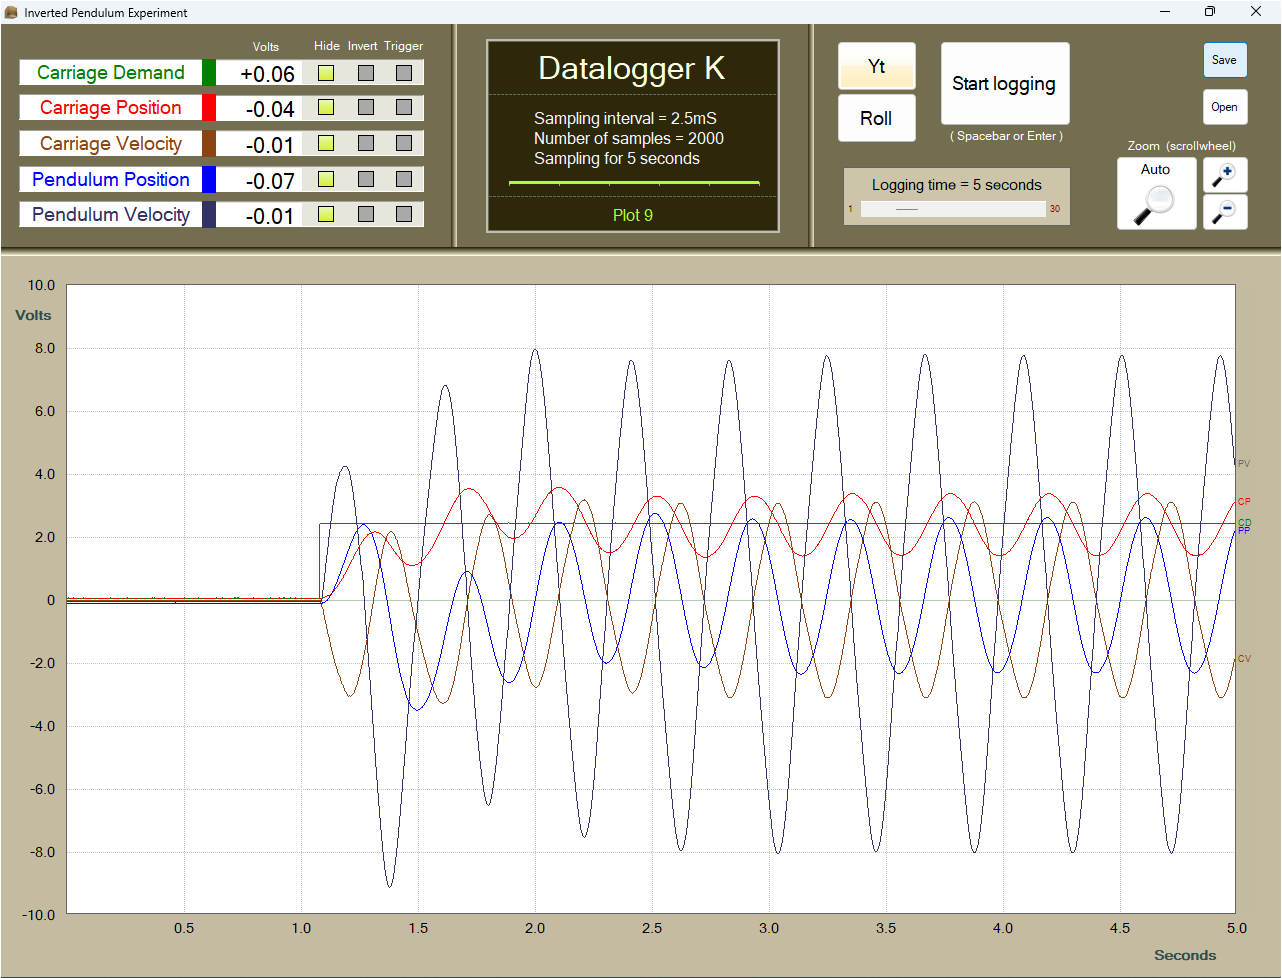 Inverted Pendulum Experiment
Volts Hide Invert Trigger
Carriage Demand +0.06
Carriage Position -0.04
Carriage Velocity -0.01
Pendulum Position -0.07
Pendulum Velocity -0.01
Datalogger K
Sampling interval = 2.5mS
Number of samples = 2000
Sampling for 5 seconds
Plot 9
Yt
Roll
Start logging
( Spacebar or Enter )
Logging time = 5 seconds
1 30
Save
Open
Zoom (scrollwheel)
Auto
10.0
Volts
8.0
6.0
4.0
2.0
0
-2.0
-4.0
-6.0
-8.0
-10.0
PV
CP
CD
PP
CV
0.5 1.0 1.5 2.0 2.5 3.0 3.5 4.0 4.5 5.0
Seconds